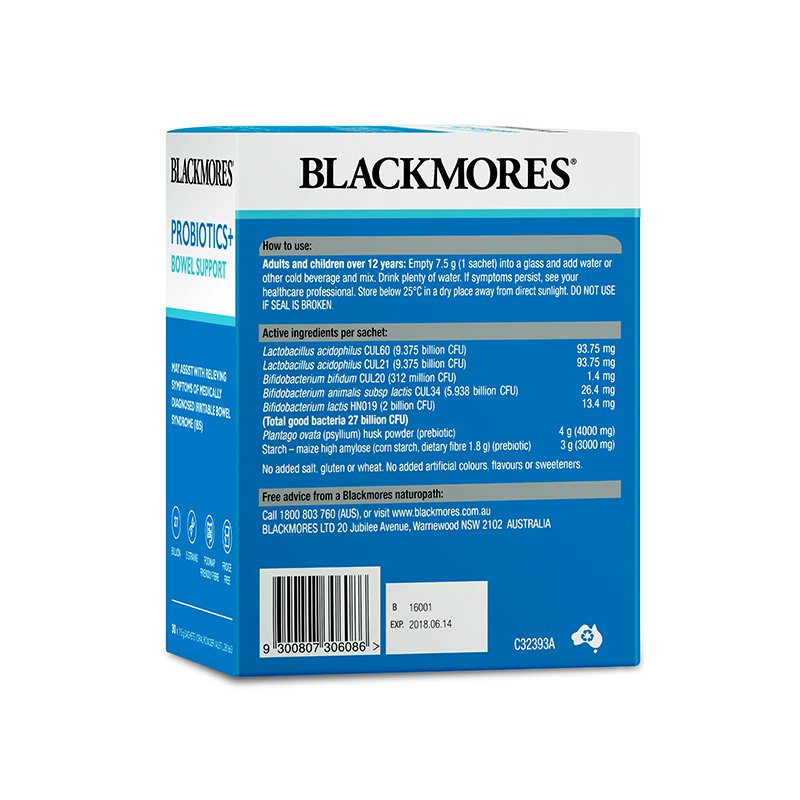 BLACKMORES
PROBIOTICS+
BOWEL SUPPORT
MAY ASSIST WITH RELIEVING
SYMPTOMS OF MEDICALLY
DIAGNOSED IRRITABLE BOWEL
SYNDROME (IBS)
27
BILLION
5 STRAINS
FODMAP
FRIENDLY FIBRE
FRIDGE
FREE
30 x
BLACKMORES®
How to use:
Adults and children over 12 years: Empty 7.5 g (1 sachet) into a glass and add water or
other cold beverage and mix. Drink plenty of water. If symptoms persist, see your
healthcare professional. Store below 25°C in a dry place away from direct sunlight. DO NOT USE
IF SEAL IS BROKEN.
Active ingredients per sachet:
Lactobacillus acidophilus CUL60 (9.375 billion CFU) 93.75 mg
Lactobacillus acidophilus CUL21 (9.375 billion CFU) 93.75 mg
Bifidobacterium bifidum CUL20 (312 million CFU) 1.4 mg
Bifidobacterium animalis subsp lactis CUL34 (5.938 billion CFU) 26.4 mg
Bifidobacterium lactis HN019 (2 billion CFU) 13.4 mg
(Total good bacteria 27 billion CFU)
Plantago ovata (psyllium) husk powder (prebiotic) 4 g (4000 mg)
Starch – maize high amylose (corn starch, dietary fibre 1.8 g) (prebiotic) 3 g (3000 mg)
No added salt, gluten or wheat. No added artificial colours, flavours or sweeteners.
Free advice from a Blackmores naturopath:
Call 1800 803 760 (AUS), or visit www.blackmores.com.au
BLACKMORES LTD 20 Jubilee Avenue, Warriewood NSW 2102 AUSTRALIA
9 300807 306086 >
B 16001
EXP. 2018.06.14
C32393A